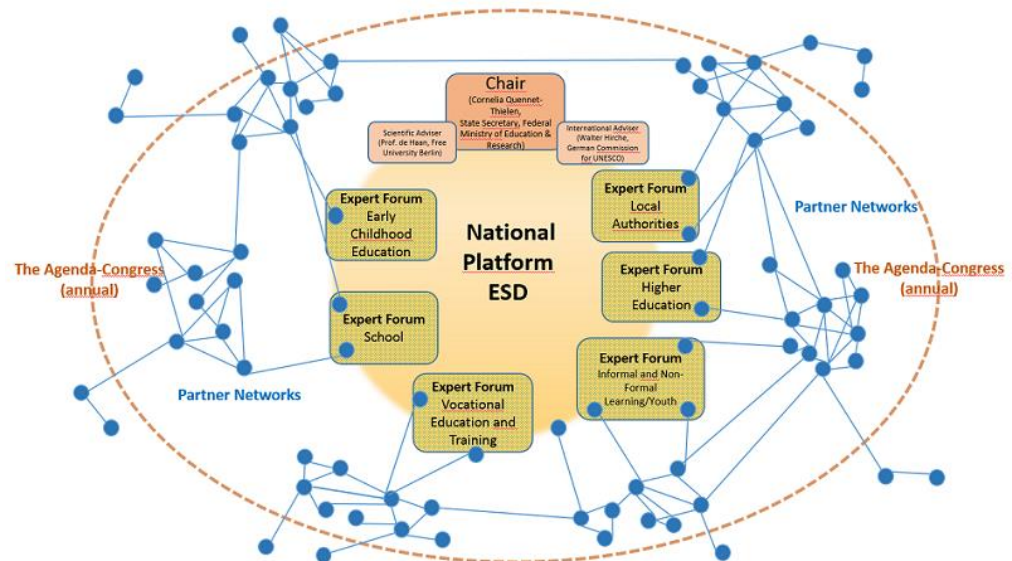 Chair
(Cornelia Quennet-
Thielen,
State Secretary, Federal
Ministry of Education &
Research)
Scientific Adviser
(Prof. de Haan, Free
University Berlin)
International Adviser
(Walter Hirche,
German Commission
for UNESCO)
Expert Forum
Early
Childhood
Education
National
Platform
ESD
Expert Forum
Local
Authorities
Partner Networks
The Agenda-Congress
(annual)
Expert Forum
Higher
Education
The Agenda-Congress
(annual)
Expert Forum
School
Expert Forum
Informal and Non-
Formal
Learning/Youth
Partner Networks
Expert Forum
Vocational
Education and
Training